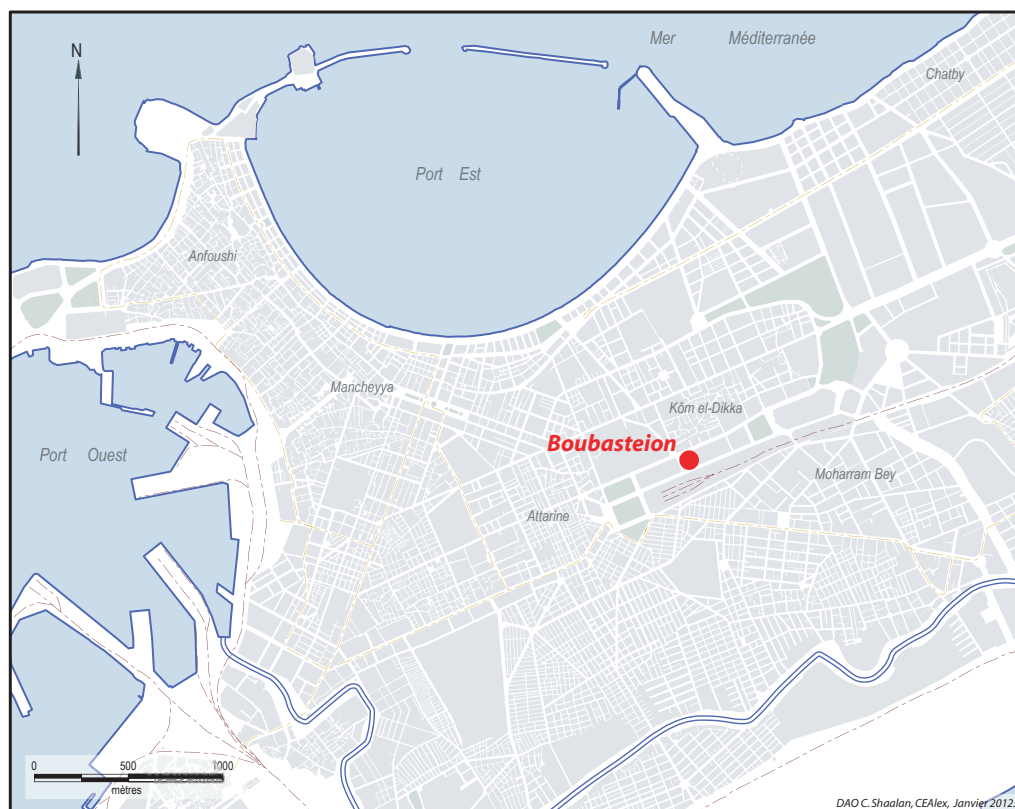 N
Mer Méditerranée
Chatby
Port Est
Anfoushi
Mancheyya
Kôm el-Dikka
Boubasteion
Port Ouest
Moharram Bey
Attarine
0 500 1000
mètres
DAO C. Shaalan, CEAlex, Janvier 2012.